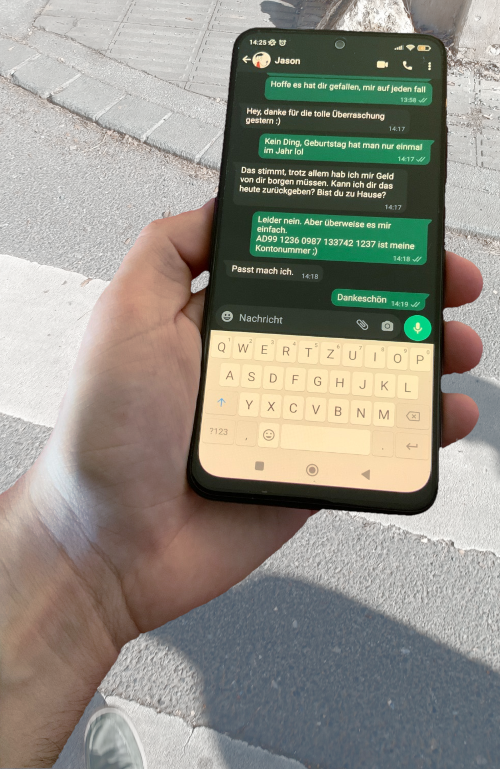 14:25
Jason
Hoffe es hat dir gefallen, mir auf jeden fall
13:58
Hey, danke für die tolle Überraschung
gestern :)
14:17
Kein Ding, Geburtstag hat man nur einmal
im Jahr lol
14:17
Das stimmt, trotz allem hab ich mir Geld
von dir borgen müssen. Kann ich dir das
heute zurückgeben? Bist du zu Hause?
14:17
Leider nein. Aber überweise es mir
einfach.
AD99 1236 0987 133742 1237 ist meine
Kontonummer ;)
14:18
Passt mach ich.
14:18
Dankeschön
14:19
Nachricht
Q W E R T Z U I O P
A S D F G H J K L
Y X C V B N M
?123 , .